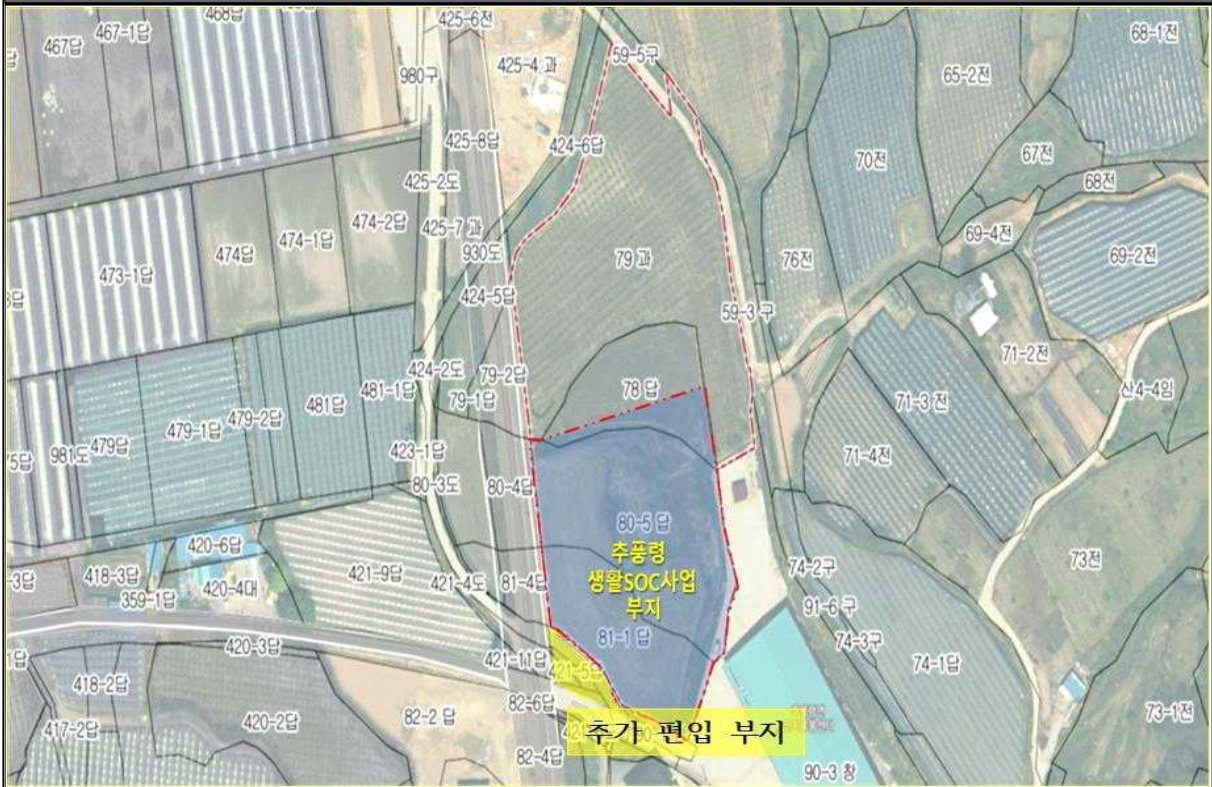 468답
425-6전
467-1답
467답
59-5구
68-1전
425-4 과
980구
65-2전
425-8답
424-6답
70전
67전
425-2도
68전
474-2답
425-7 과
474-1답
69-4전
474답
930도
79 과
76전
69-2전
473-1답
424-5답
59-3 구
71-2전
424-2도
79-2답
78 답
481-1답
79-1답
산4-4임
481답
71-3 전
479-2답
479-1답
479답
423-1답
981도
71-4전
80-3도
80-4답
80-5 답
420-6답
추풍령
생활SOC사업
부지
73전
421-9답
418-3답
74-2구
420-4대
421-4도
81-4답
359-1답
91-6 구
81-1 답
74-3구
420-3답
421-11답
74-1답
421-5답
418-2답
82-6답
73-1전
82-2 답
420-2답
417-2답
추가 편입 부지
82-4답
90-3 창